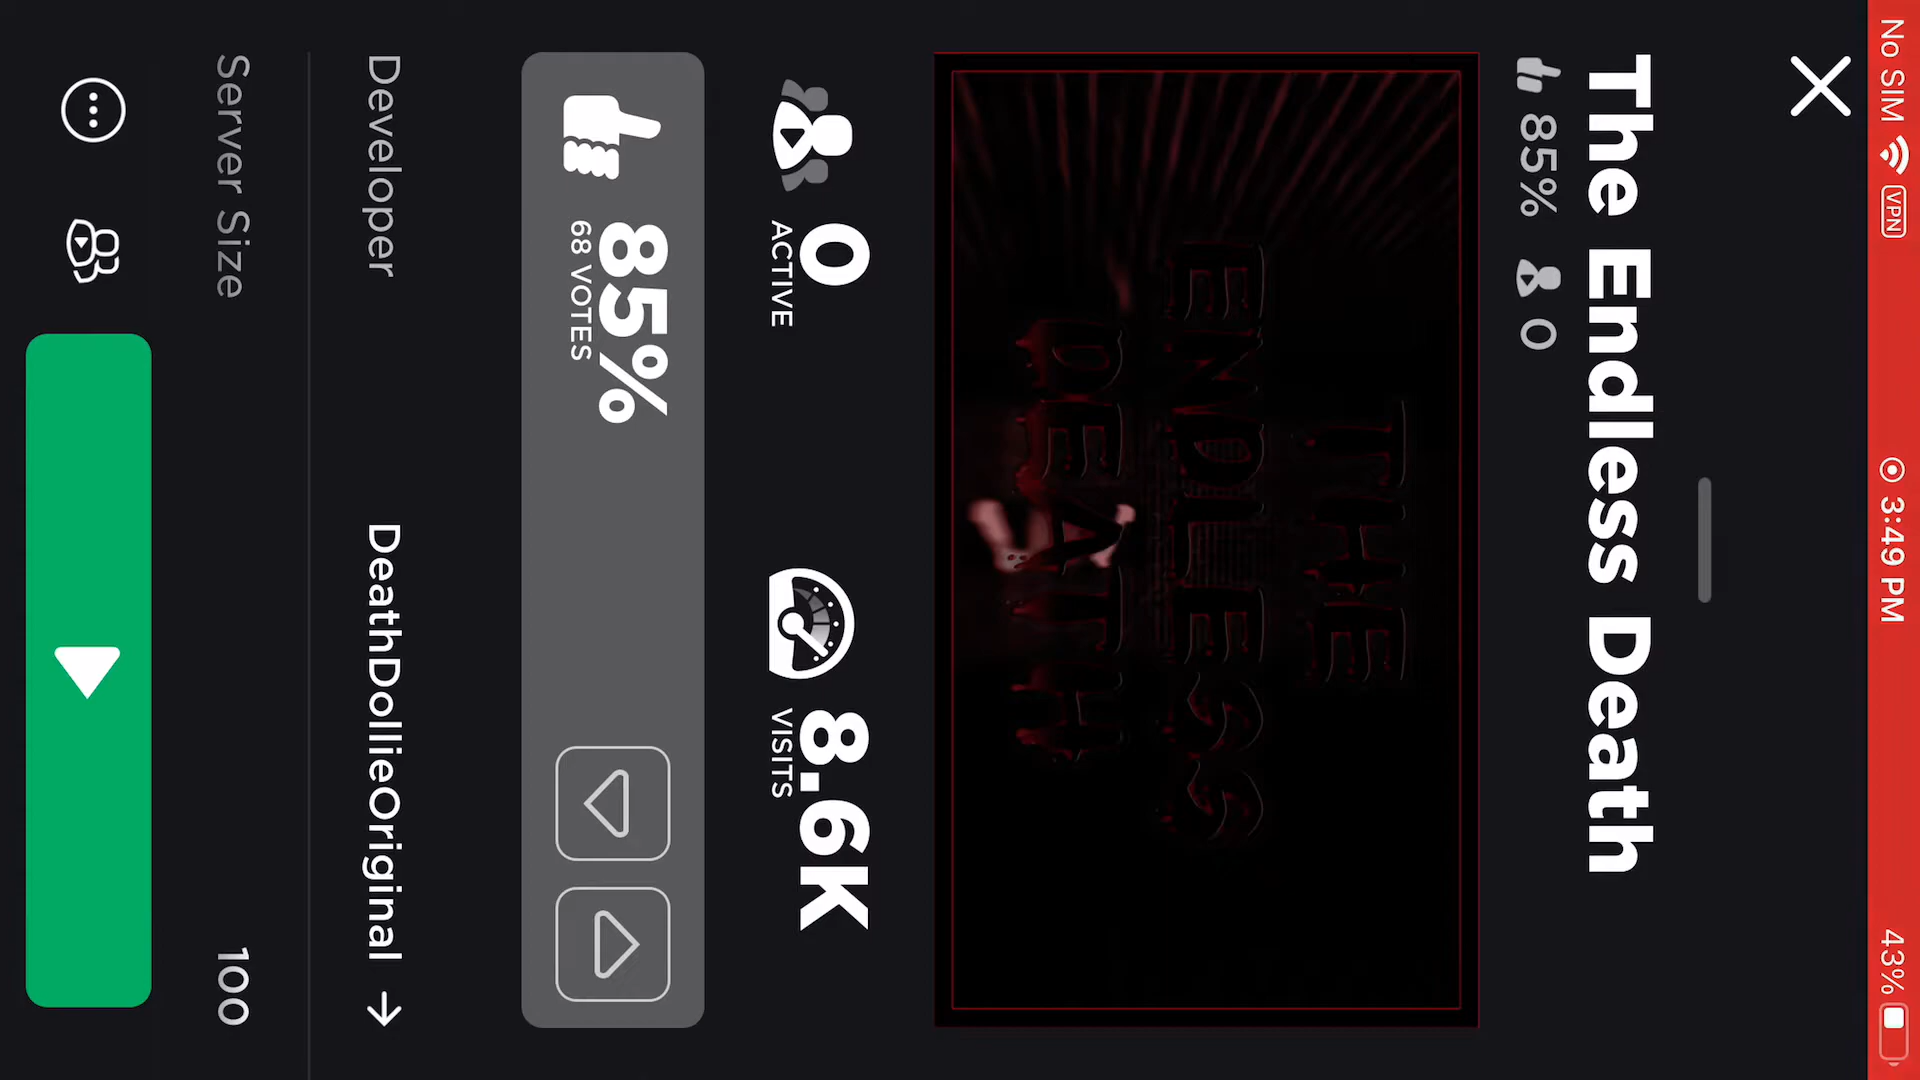 No SIM VPN 3:49 PM 43%
The Endless Death
85% 0
THE
ENDLESS
DEATH
0
ACTIVE
8.6K
VISITS
85%
68 VOTES
Developer DeathDollieOriginal
Server Size 100